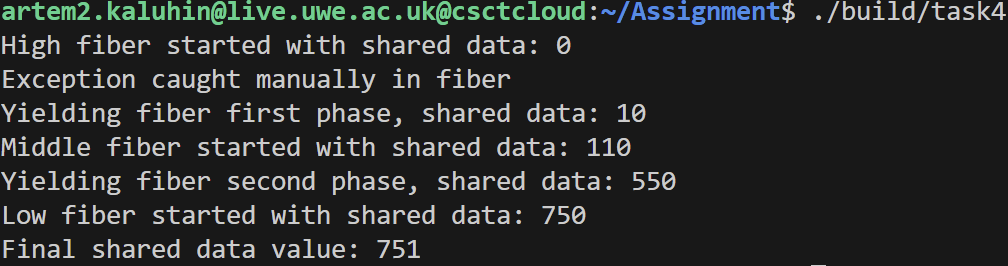 artem2.kaluhin@live.uwe.ac.uk@csctcloud:~/Assignment$ ./build/task4
High fiber started with shared data: 0
Exception caught manually in fiber
Yielding fiber first phase, shared data: 10
Middle fiber started with shared data: 110
Yielding fiber second phase, shared data: 550
Low fiber started with shared data: 750
Final shared data value: 751